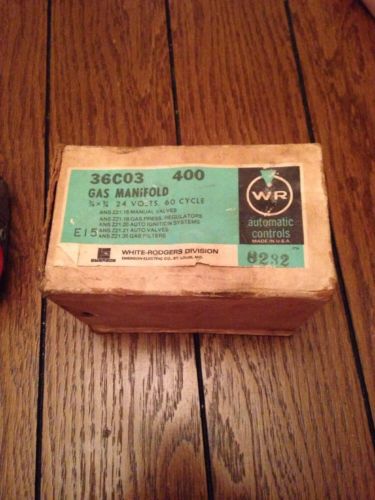 36C03 400
GAS MANIFOLD
¾ x ¾ 24 VOLTS, 60 CYCLE
ANS Z21.15 MANUAL VALVES
ANS Z21.18 GAS PRESS. REGULATORS
ANS Z21.20 AUTO IGNITION SYSTEMS
E15 ANS Z21.21 AUTO VALVES
ANS Z21.35 GAS FILTERS
WHITE-RODGERS DIVISION
EMERSON ELECTRIC CO., ST. LOUIS, MO.
WR
automatic
controls
MADE IN U.S.A.
8282